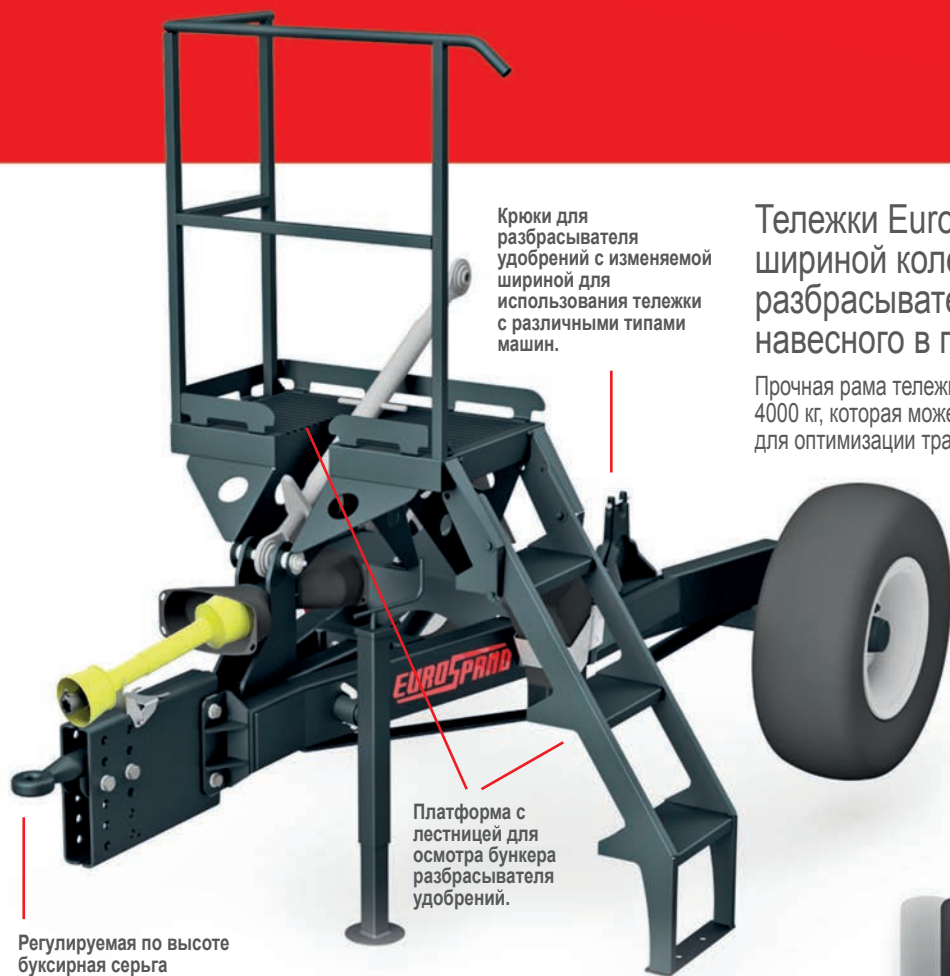 Крюки для
разбрасывателя
удобрений с изменяемой
шириной для
использования тележки
с различными типами
машин.
Тележки Euro
шириной
разбрасывате
навесного в
Прочная рама тележ
4000 кг, которая може
для оптимизации тра
EUROSPAND
Платформа с
лестницей для
осмотра бункера
разбрасывателя
удобрений.
Регулируемая по высоте
буксирная серьга